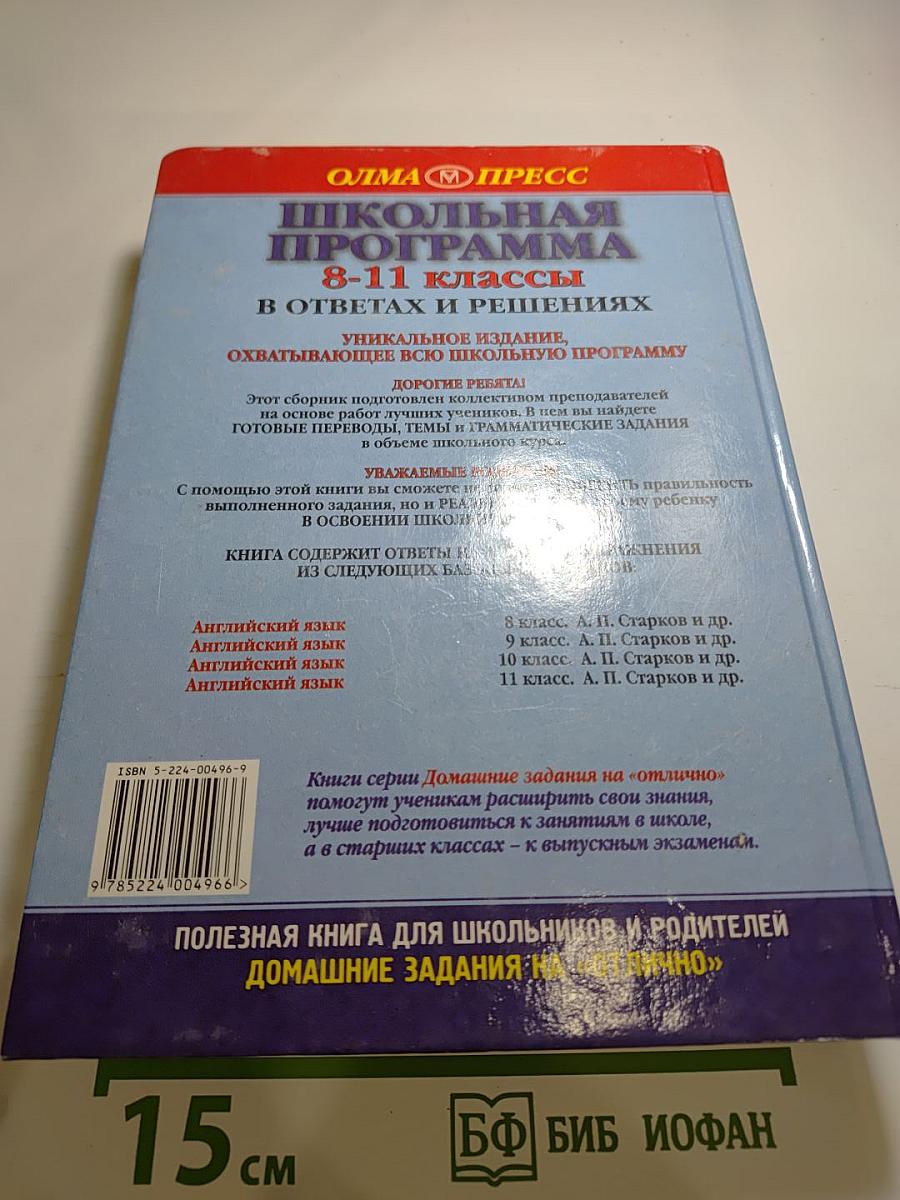 ОЛМА М ПРЕСС
ШКОЛЬНАЯ
ПРОГРАММА
8-11 классы
В ОТВЕТАХ И РЕШЕНИЯХ
УНИКАЛЬНОЕ ИЗДАНИЕ,
ОХВАТЫВАЮЩЕЕ ВСЮ ШКОЛЬНУЮ ПРОГРАММУ
ДОРОГИЕ РЕБЯТА!
Этот сборник подготовлен коллективом преподавателей
на основе работ лучших учеников. В нем вы найдете
ГОТОВЫЕ ПЕРЕВОДЫ, ТЕМЫ и ГРАММАТИЧЕСКИЕ ЗАДАНИЯ
в объеме школьного курса.
УВАЖАЕМЫЕ
С помощью этой книги вы сможете правильность
выполненного задания, но и ребенку
В ОСВОЕНИИ
КНИГА СОДЕРЖИТ ОТВЕТЫ
ИЗ СЛЕДУЮЩИХ
Английский язык 8 класс. А. П. Старков и др.
Английский язык 9 класс. А. П. Старков и др.
Английский язык 10 класс. А. П. Старков и др.
Английский язык 11 класс. А. П. Старков и др.
ISBN 5-224-00496-9
9 785224 004966 >
Книги серии Домашние задания на «отлично»
помогут ученикам расширить свои знания,
лучше подготовиться к занятиям в школе,
а в старших классах – к выпускным экзаменам.
ПОЛЕЗНАЯ КНИГА ДЛЯ ШКОЛЬНИКОВ И РОДИТЕЛЕЙ
ДОМАШНИЕ ЗАДАНИЯ НА «ОТЛИЧНО»
15 см
БФ БИБ ИОФАН